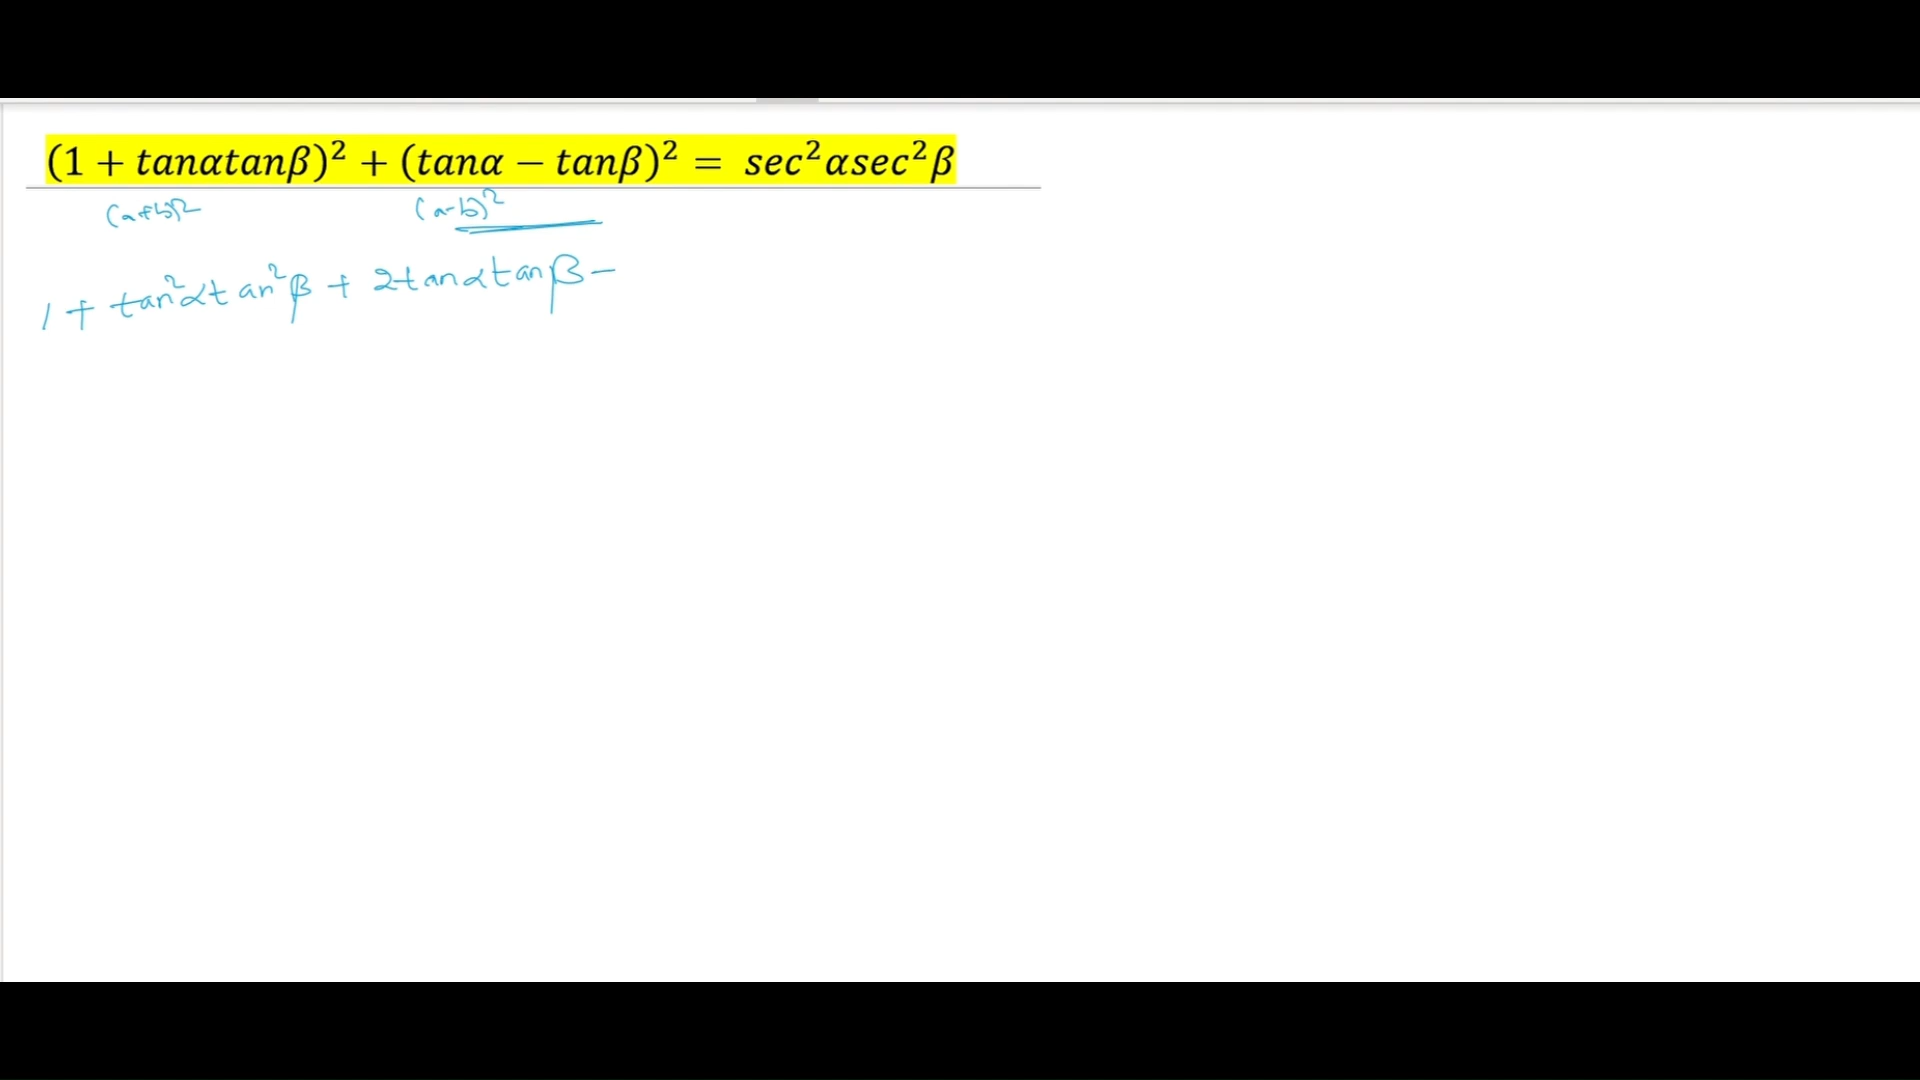 (1 + tanαtanβ)² + (tanα − tanβ)² = sec²αsec²β
(a+b)² (a-b)²
1 + tan²αtan²β + 2tanαtanβ −